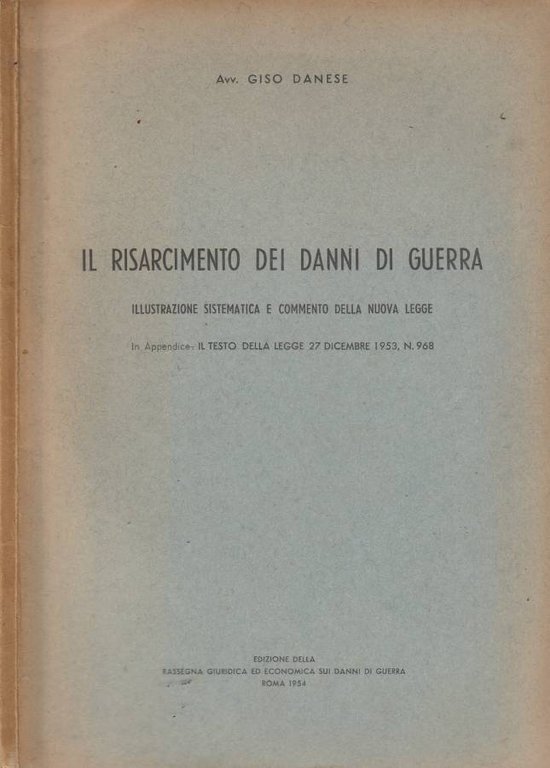 Avv. GISO DANESE
IL RISARCIMENTO DEI DANNI DI GUERRA
ILLUSTRAZIONE SISTEMATICA E COMMENTO DELLA NUOVA LEGGE
In Appendice: IL TESTO DELLA LEGGE 27 DICEMBRE 1953, N. 968
EDIZIONE DELLA
RASSEGNA GIURIDICA ED ECONOMICA SUI DANNI DI GUERRA
ROMA 1954